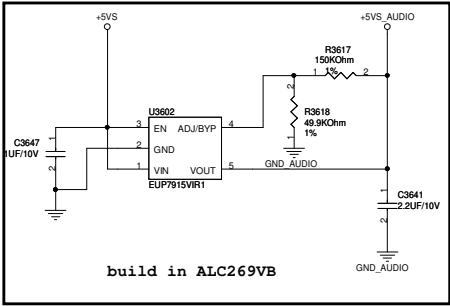 +5VS
+5VS_AUDIO
R3617
150KOhm
1 2
1%
U3602
2
R3618
49.9KOhm
1%
1
3 EN ADJ/BYP 4
2 GND
1 VIN VOUT 5
GND_AUDIO
EUP7915VIR1
C3647
1UF/10V
1
2
C3641
2.2UF/10V
1
2
GND_AUDIO
build in ALC269VB